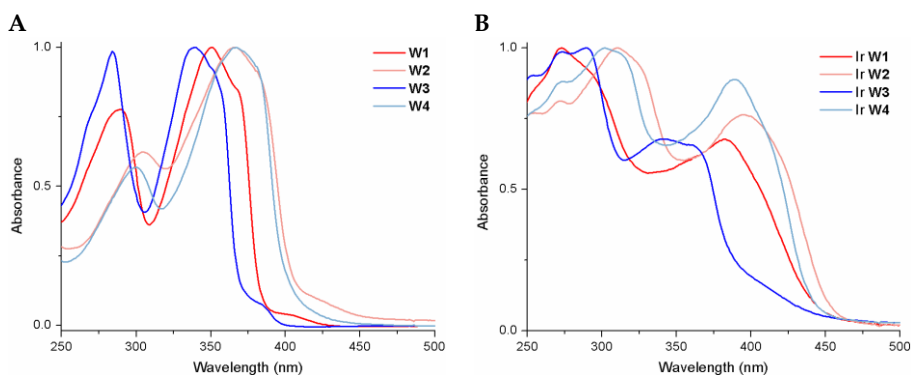 A
Absorbance
1.0
0.5
0.0
250 300 350 400 450 500
Wavelength (nm)
W1
W2
W3
W4
B
Absorbance
1.0
0.5
0.0
250 300 350 400 450 500
Wavelength (nm)
Ir W1
Ir W2
Ir W3
Ir W4